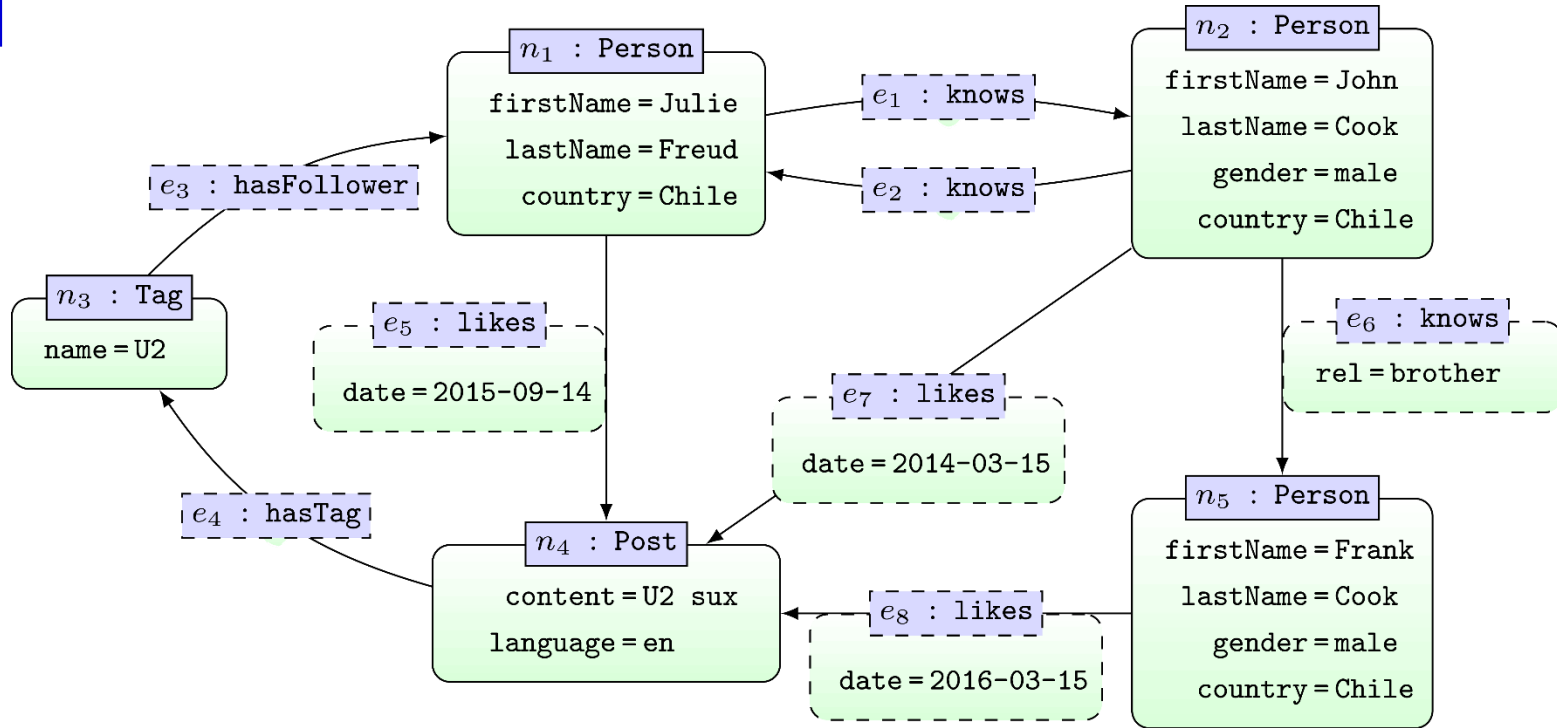 n₁ : Person
firstName = Julie
lastName = Freud
country = Chile
e₁ : knows
e₂ : knows
n₂ : Person
firstName = John
lastName = Cook
gender = male
country = Chile
e₃ : hasFollower
n₃ : Tag
name = U2
e₅ : likes
date = 2015-09-14
e₇ : likes
date = 2014-03-15
e₆ : knows
rel = brother
e₄ : hasTag
n₄ : Post
content = U2 sux
language = en
e₈ : likes
date = 2016-03-15
n₅ : Person
firstName = Frank
lastName = Cook
gender = male
country = Chile